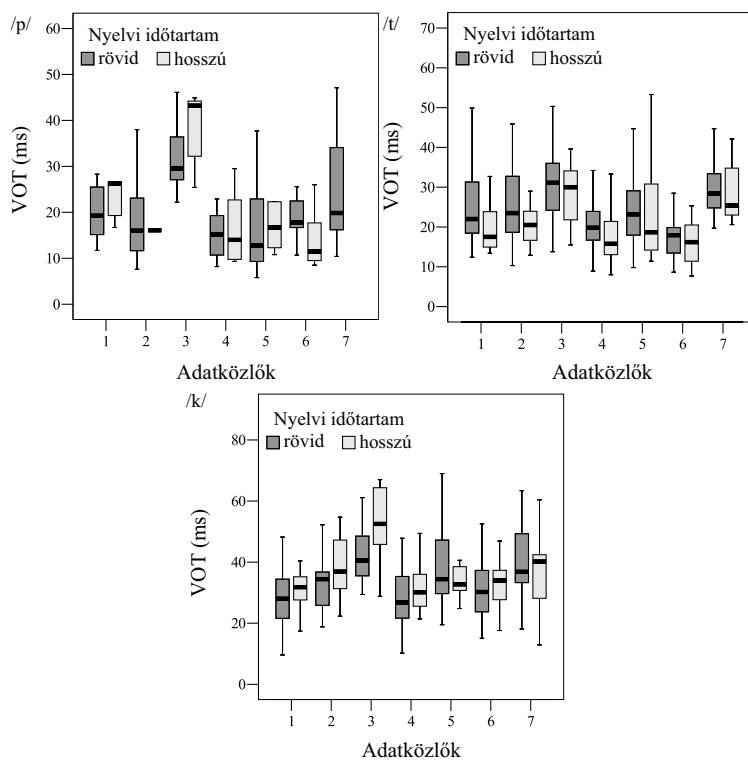 /p/
Nyelvi időtartam
rövid hosszú
60
50
40
30
20
10
0
VOT (ms)
1 2 3 4 5 6 7
Adatközlők
/t/
Nyelvi időtartam
rövid hosszú
70
60
50
40
30
20
10
0
VOT (ms)
1 2 3 4 5 6 7
Adatközlők
/k/
Nyelvi időtartam
rövid hosszú
80
60
40
20
0
VOT (ms)
1 2 3 4 5 6 7
Adatközlők